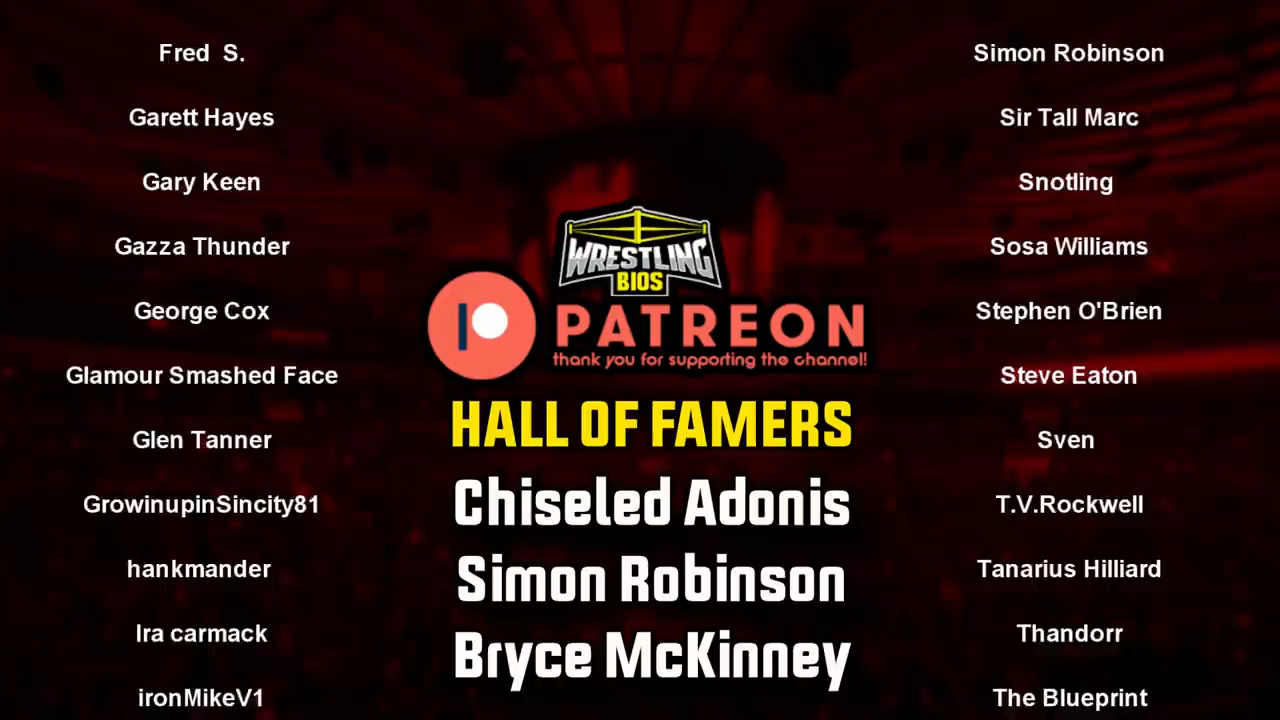 Fred S.
Garett Hayes
Gary Keen
Gazza Thunder
George Cox
Glamour Smashed Face
Glen Tanner
GrowinupinSincity81
hankmander
Ira carmack
ironMikeV1
WRESTLING
BIOS
PATREON
thank you for supporting the channel!
HALL OF FAMERS
Chiseled Adonis
Simon Robinson
Bryce McKinney
Simon Robinson
Sir Tall Marc
Snotling
Sosa Williams
Stephen O'Brien
Steve Eaton
Sven
T.V.Rockwell
Tanarius Hilliard
Thandorr
The Blueprint